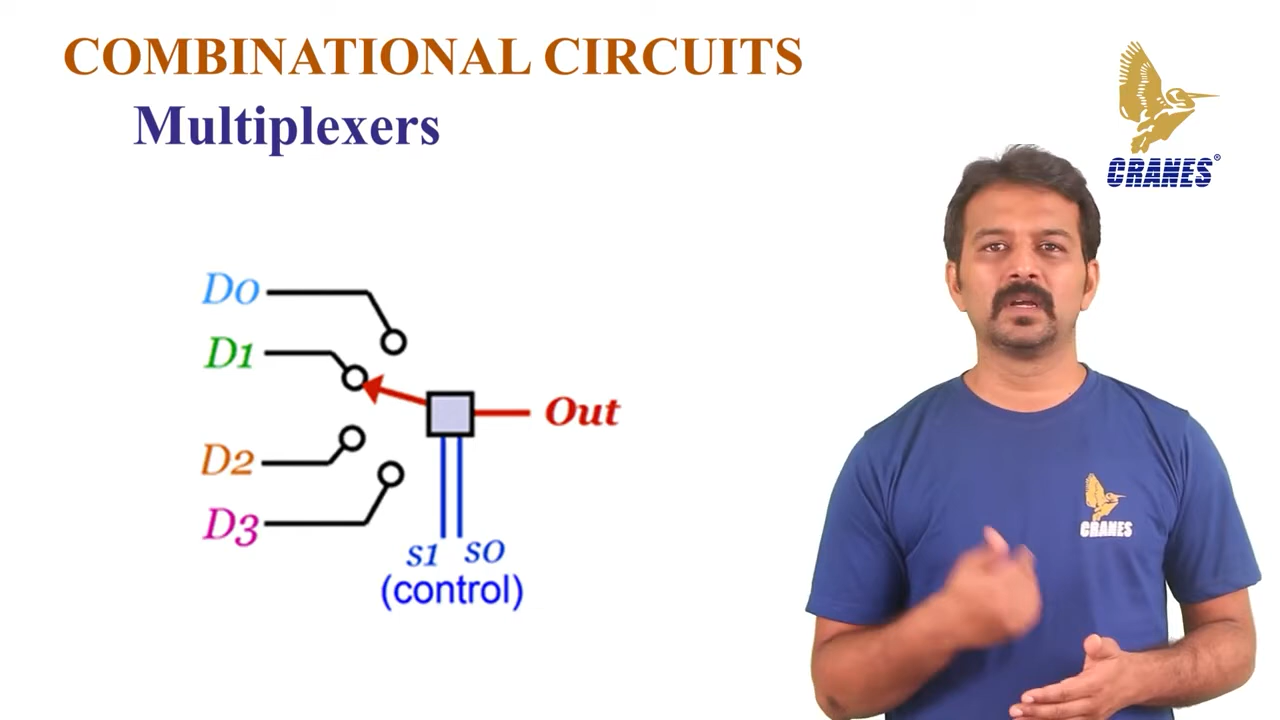 COMBINATIONAL CIRCUITS
Multiplexers
CRANES®
D0
D1
Out
D2
D3
S1 S0
(control)
CRANES